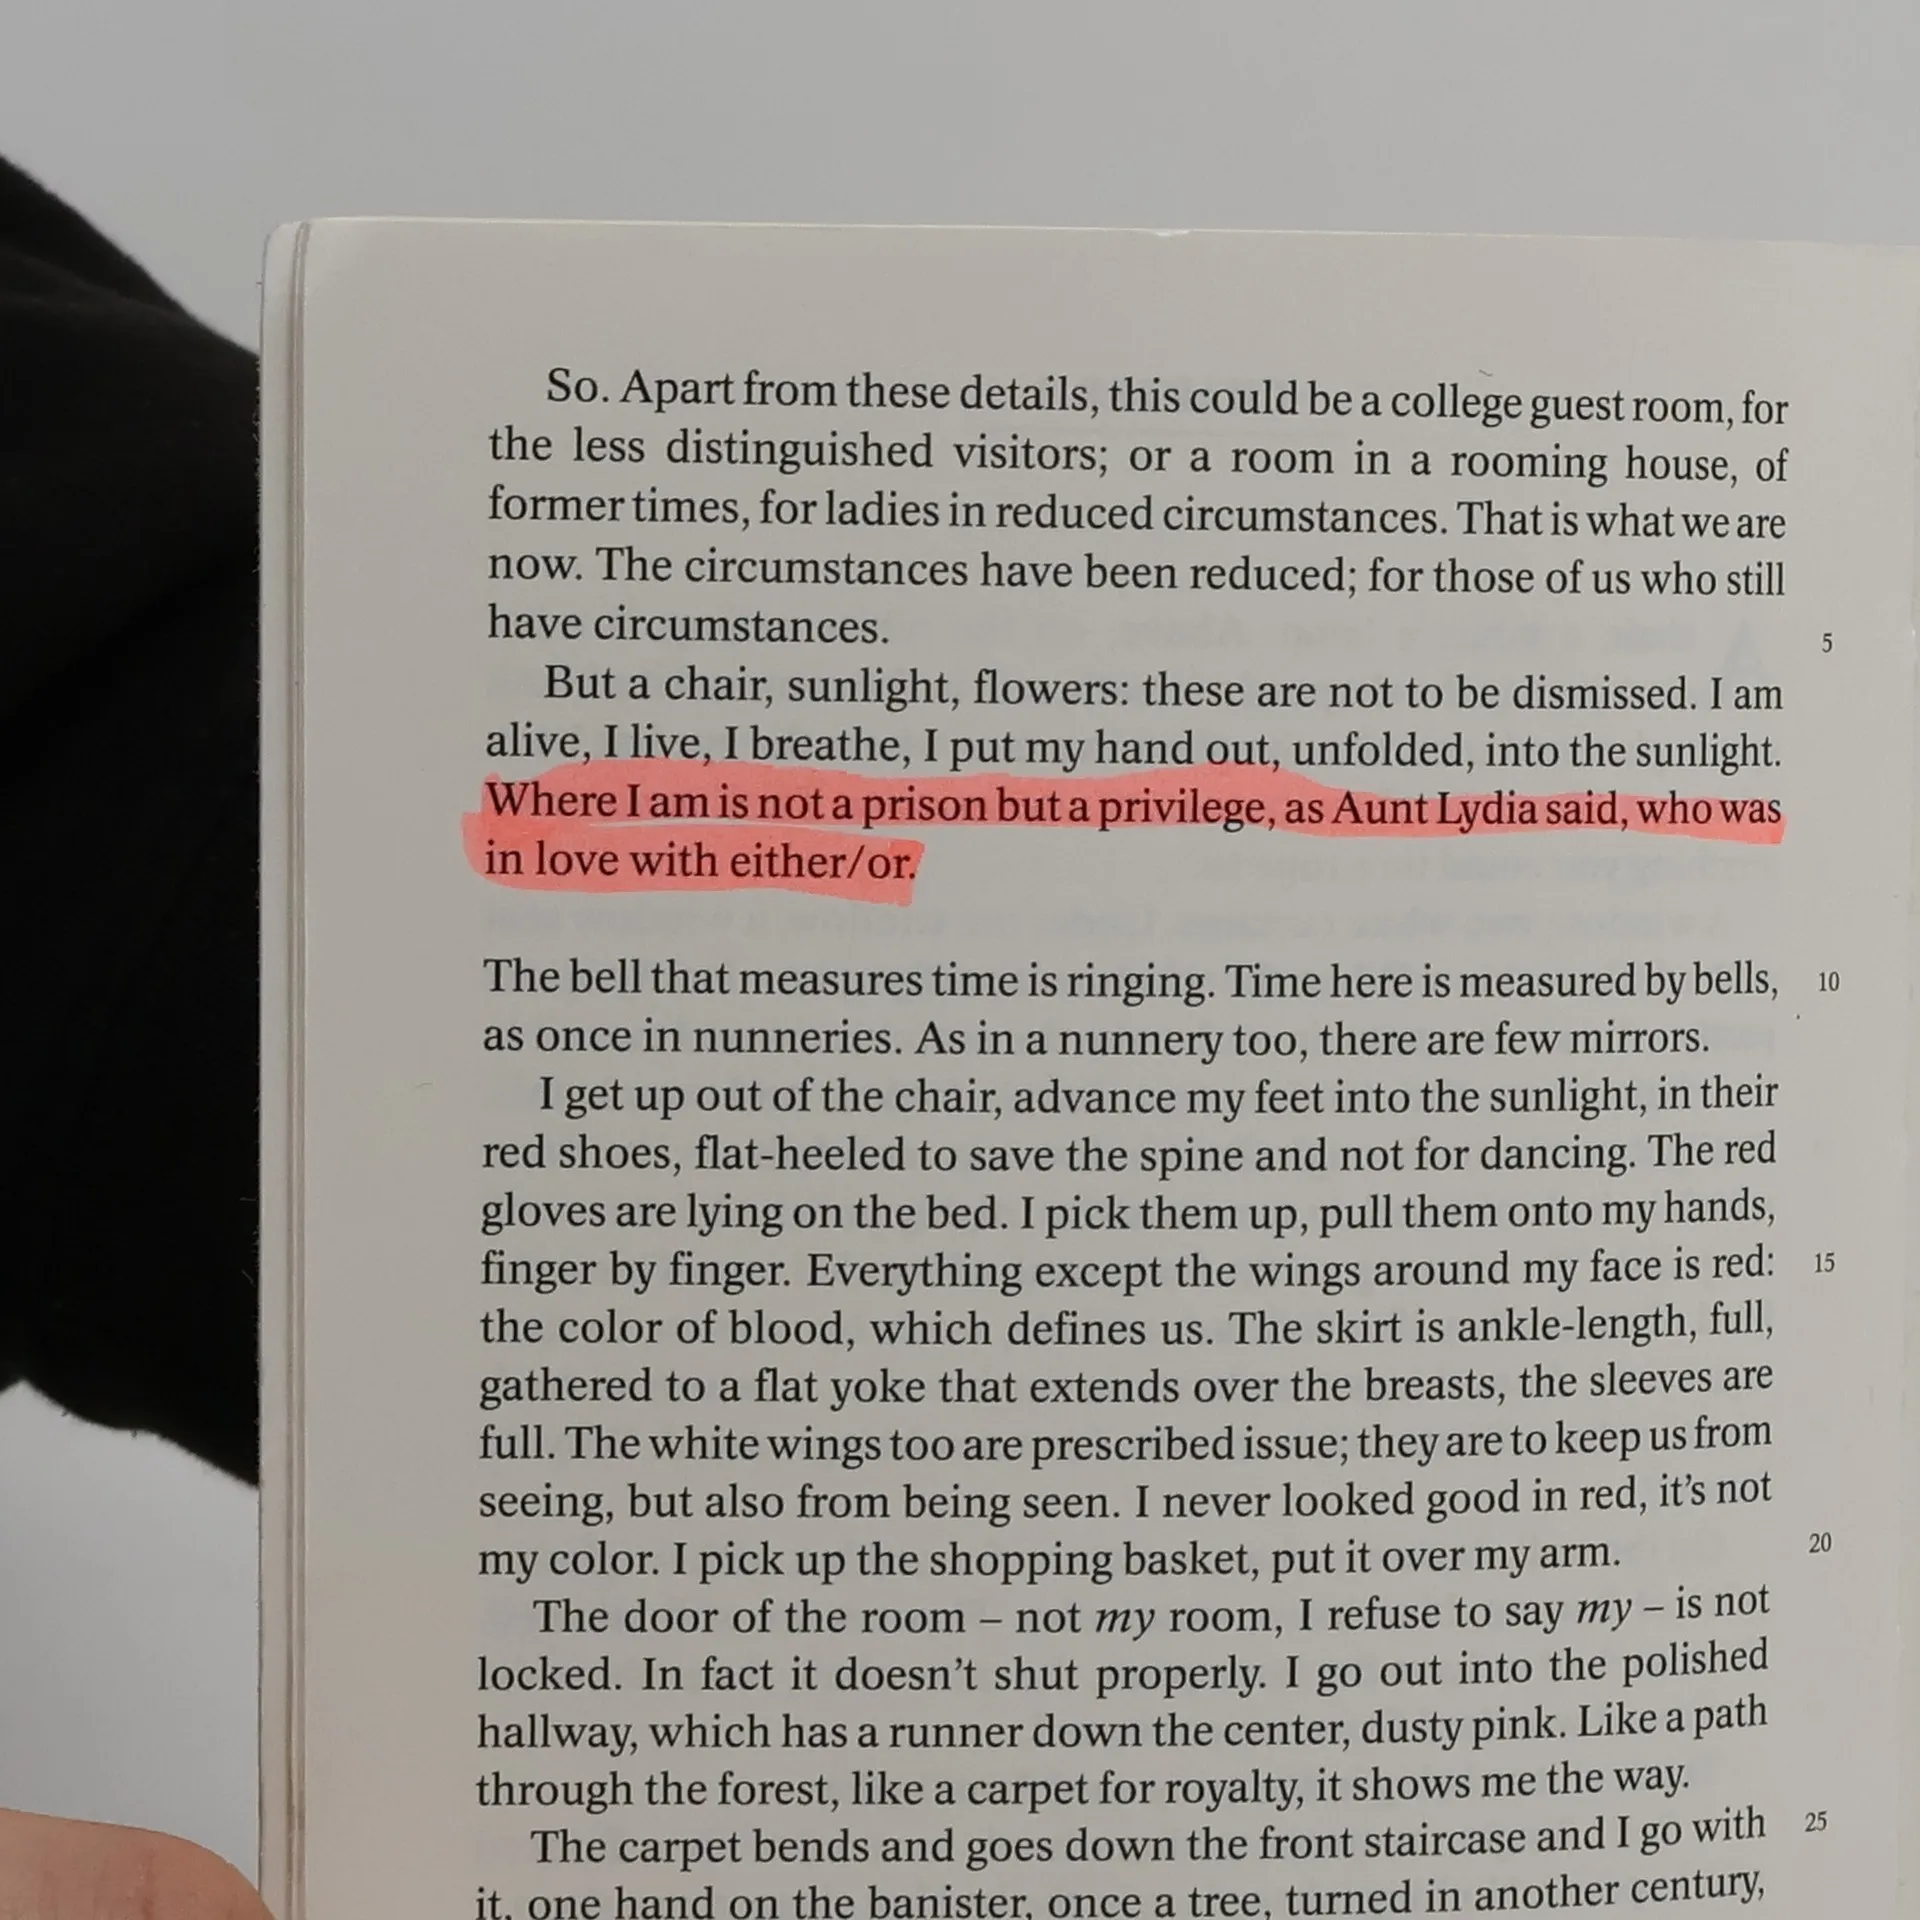 So. Apart from these details, this could be a college guest room, for
the less distinguished visitors; or a room in a rooming house, of
former times, for ladies in reduced circumstances. That is what we are
now. The circumstances have been reduced; for those of us who still
have circumstances.
5
But a chair, sunlight, flowers: these are not to be dismissed. I am
alive, I live, I breathe, I put my hand out, unfolded, into the sunlight.
Where I am is not a prison but a privilege, as Aunt Lydia said, who was
in love with either/or.
The bell that measures time is ringing. Time here is measured by bells,
10
as once in nunneries. As in a nunnery too, there are few mirrors.
I get up out of the chair, advance my feet into the sunlight, in their
red shoes, flat-heeled to save the spine and not for dancing. The red
gloves are lying on the bed. I pick them up, pull them onto my hands,
finger by finger. Everything except the wings around my face is red:
15
the color of blood, which defines us. The skirt is ankle-length, full,
gathered to a flat yoke that extends over the breasts, the sleeves are
full. The white wings too are prescribed issue; they are to keep us from
seeing, but also from being seen. I never looked good in red, it's not
my color. I pick up the shopping basket, put it over my arm.
20
The door of the room – not my room, I refuse to say my – is not
locked. In fact it doesn't shut properly. I go out into the polished
hallway, which has a runner down the center, dusty pink. Like a path
through the forest, like a carpet for royalty, it shows me the way.
The carpet bends and goes down the front staircase and I go with
25
it, one hand on the banister, once a tree, turned in another century,